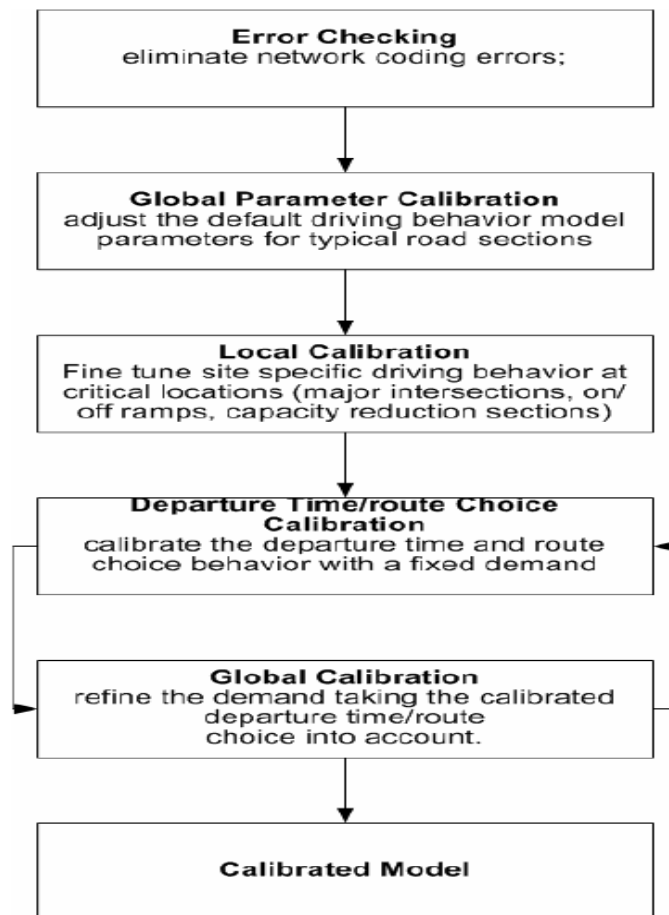 Error Checking
eliminate network coding errors;
Global Parameter Calibration
adjust the default driving behavior model
parameters for typical road sections
Local Calibration
Fine tune site specific driving behavior at
critical locations (major intersections, on/
off ramps, capacity reduction sections)
Departure Time/route Choice
Calibration
calibrate the departure time and route
choice behavior with a fixed demand
Global Calibration
refine the demand taking the calibrated
departure time/route
choice into account.
Calibrated Model